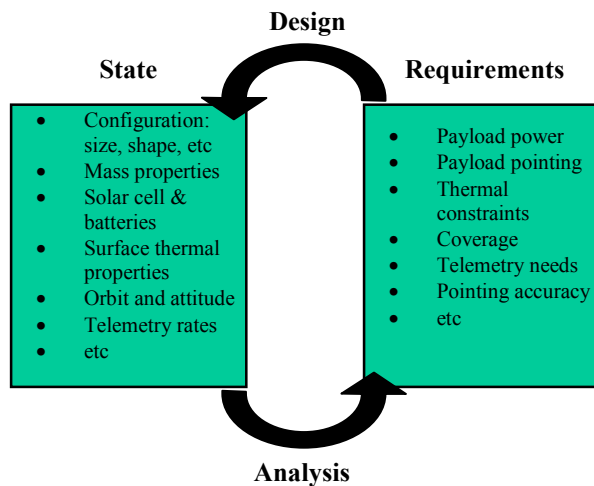 Design
State
Requirements
• Configuration:
size, shape, etc
• Mass properties
• Solar cell &
batteries
• Surface thermal
properties
• Orbit and attitude
• Telemetry rates
• etc
• Payload power
• Payload pointing
• Thermal
constraints
• Coverage
• Telemetry needs
• Pointing accuracy
• etc
Analysis